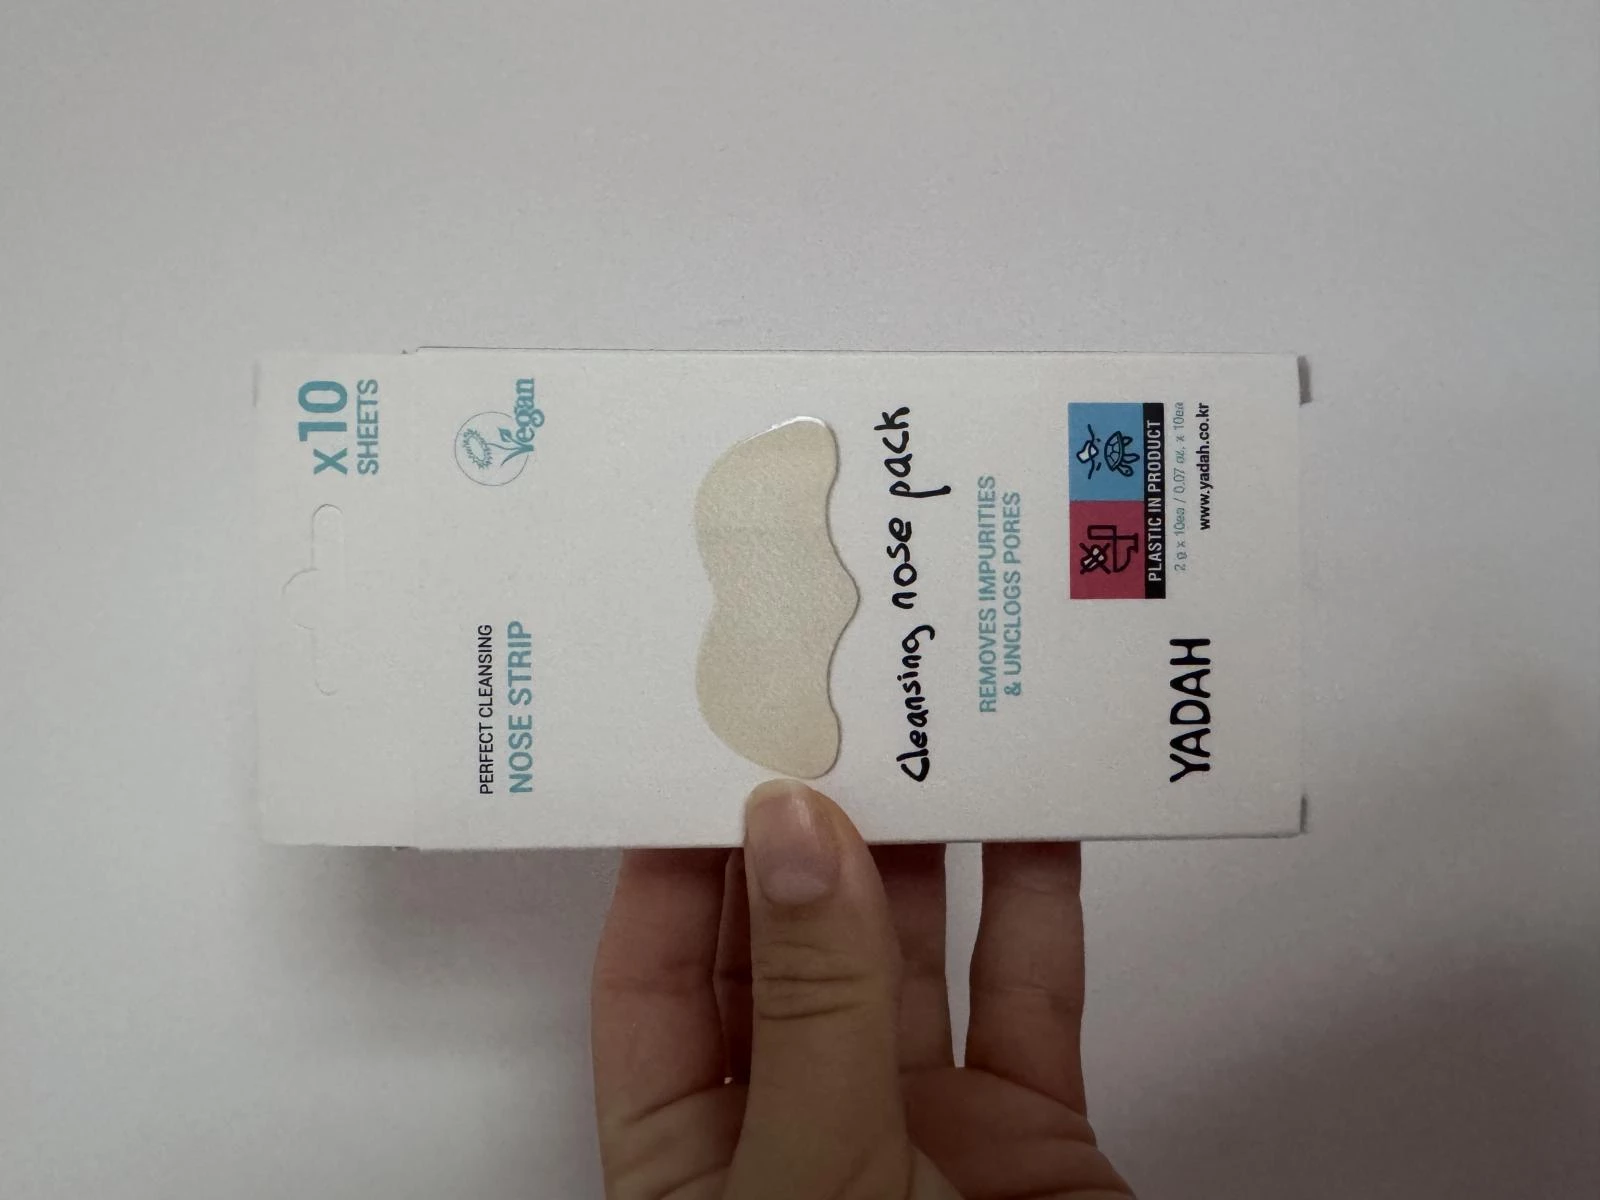 x10
SHEETS
Vegan
PERFECT CLEANSING
NOSE STRIP
Cleansing nose pack
REMOVES IMPURITIES
& UNCLOGS PORES
PLASTIC IN PRODUCT
2 g x 10ea / 0.07 oz. x 10ea
YADAH
www.yadah.co.kr